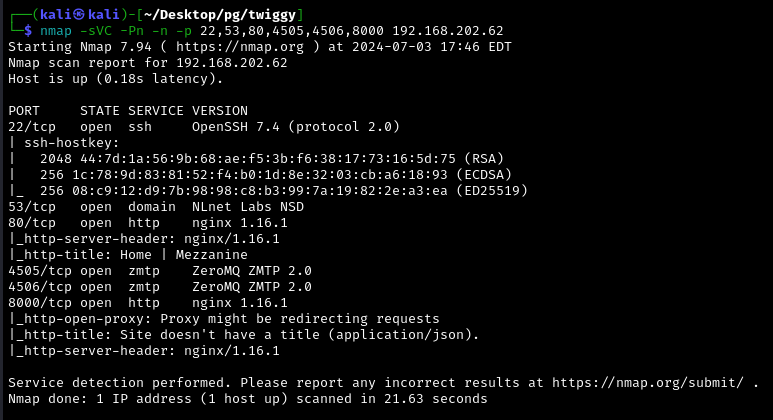 ┌──(kali㉿kali)-[~/Desktop/pg/twiggy]
└─$ nmap -sVC -Pn -n -p 22,53,80,4505,4506,8000 192.168.202.62
Starting Nmap 7.94 ( https://nmap.org ) at 2024-07-03 17:46 EDT
Nmap scan report for 192.168.202.62
Host is up (0.18s latency).

PORT     STATE SERVICE VERSION
22/tcp   open  ssh     OpenSSH 7.4 (protocol 2.0)
| ssh-hostkey:
|   2048 44:7d:1a:56:9b:68:ae:f5:3b:f6:38:17:73:16:5d:75 (RSA)
|   256 1c:78:9d:83:81:52:f4:b0:1d:8e:32:03:cb:a6:18:93 (ECDSA)
|_  256 08:c9:12:d9:7b:98:98:c8:b3:99:7a:19:82:2e:a3:ea (ED25519)
53/tcp   open  domain  NLnet Labs NSD
80/tcp   open  http    nginx 1.16.1
|_http-server-header: nginx/1.16.1
|_http-title: Home | Mezzanine
4505/tcp open  zmtp    ZeroMQ ZMTP 2.0
4506/tcp open  zmtp    ZeroMQ ZMTP 2.0
8000/tcp open  http    nginx 1.16.1
|_http-open-proxy: Proxy might be redirecting requests
|_http-title: Site doesn't have a title (application/json).
|_http-server-header: nginx/1.16.1

Service detection performed. Please report any incorrect results at https://nmap.org/submit/ .
Nmap done: 1 IP address (1 host up) scanned in 21.63 seconds